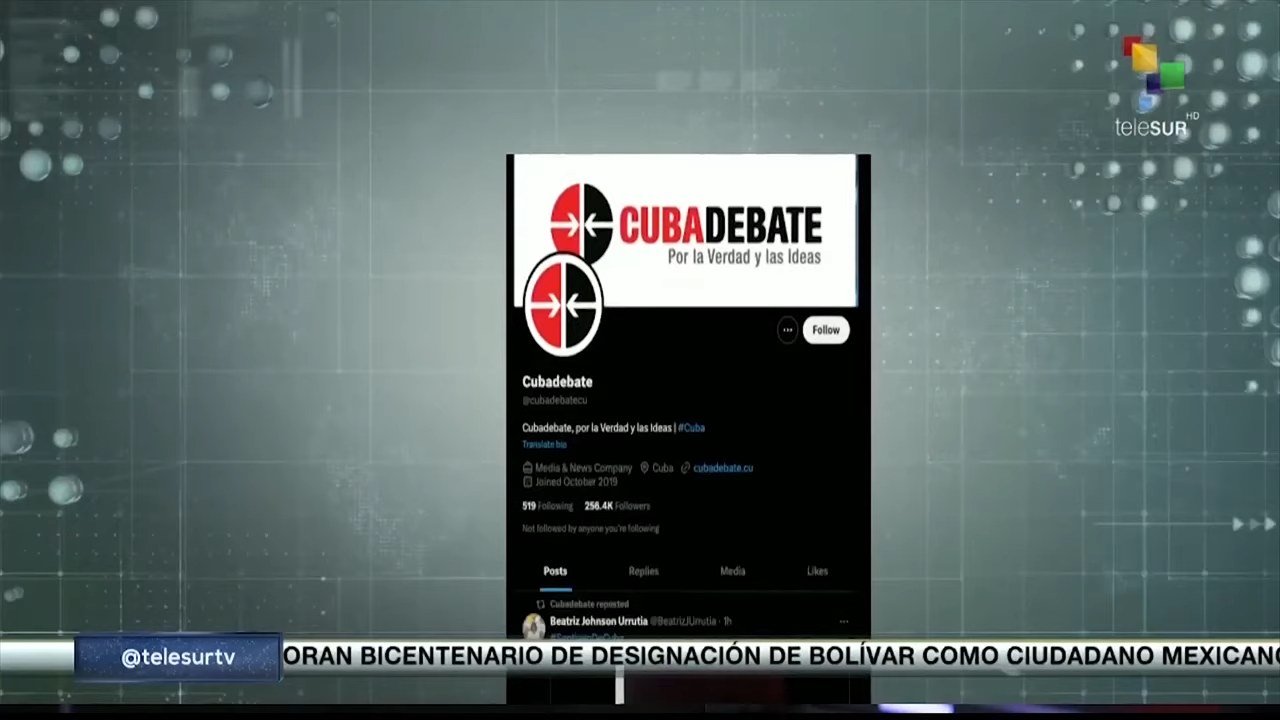 teleSUR HD
CUBADEBATE
Por la Verdad y las Ideas
Follow
Cubadebate
@cubadebatecu
Cubadebate, por la Verdad y las Ideas | #Cuba
Translate bio
Media & News Company Cuba cubadebate.cu
Joined October 2019
519 Following 256.4K Followers
Not followed by anyone you're following
Posts Replies Media Likes
Cubadebate reposted
Beatriz Johnson Urrutia @BeatrizJUrrutia · 1h
@telesurtv ORAN BICENTENARIO DE DESIGNACIÓN DE BOLÍVAR COMO CIUDADANO MEXICANO